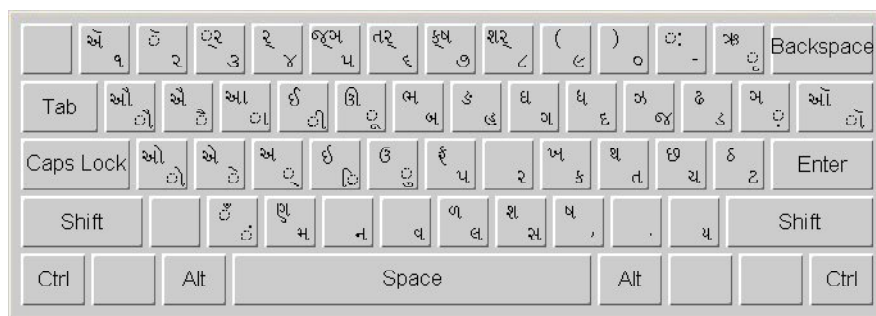 ઍ ૧ ૅ ૨ ્ર ૩ ર્ ૪ જ્ઞ ૫ ત્ર ૬ ક્ષ ૭ શ્ર ૮ ( ૯ ) ૦ ઃ - ઋ ૃ Backspace
Tab ઔ ૌ ઐ ૈ આ ા ઈ ી ઊ ૂ ભ બ ઙ હ ઘ ગ ધ દ ઝ જ ઢ ડ ઞ ઼ ઑ ૉ
Caps Lock ઓ ો એ ે અ ્ ઇ િ ઉ ુ ફ પ ર ખ ક થ ત છ ચ ઠ ટ Enter
Shift ઁ ં ણ મ ન વ ળ લ શ સ ષ , . ય Shift
Ctrl Alt Space Alt Ctrl